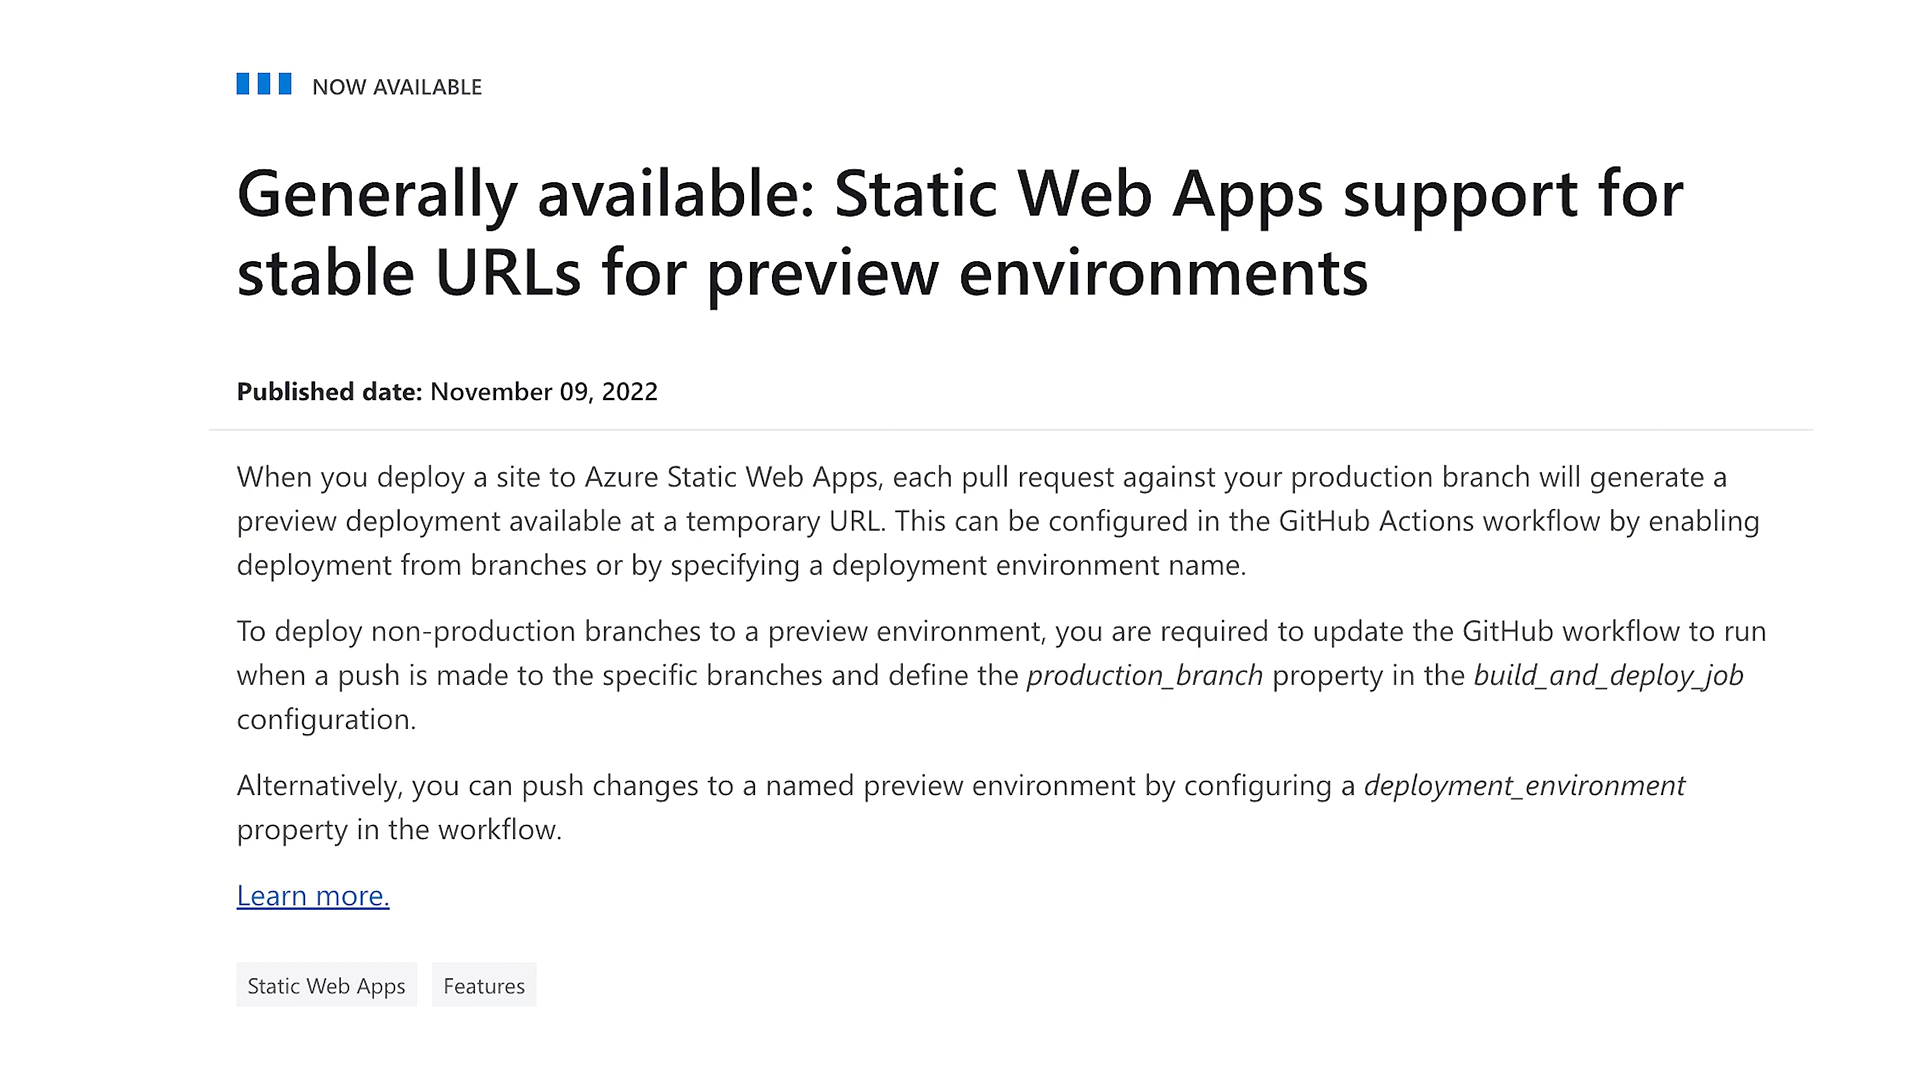 NOW AVAILABLE
Generally available: Static Web Apps support for
stable URLs for preview environments
Published date: November 09, 2022
When you deploy a site to Azure Static Web Apps, each pull request against your production branch will generate a
preview deployment available at a temporary URL. This can be configured in the GitHub Actions workflow by enabling
deployment from branches or by specifying a deployment environment name.
To deploy non-production branches to a preview environment, you are required to update the GitHub workflow to run
when a push is made to the specific branches and define the production_branch property in the build_and_deploy_job
configuration.
Alternatively, you can push changes to a named preview environment by configuring a deployment_environment
property in the workflow.
Learn more.
Static Web Apps Features